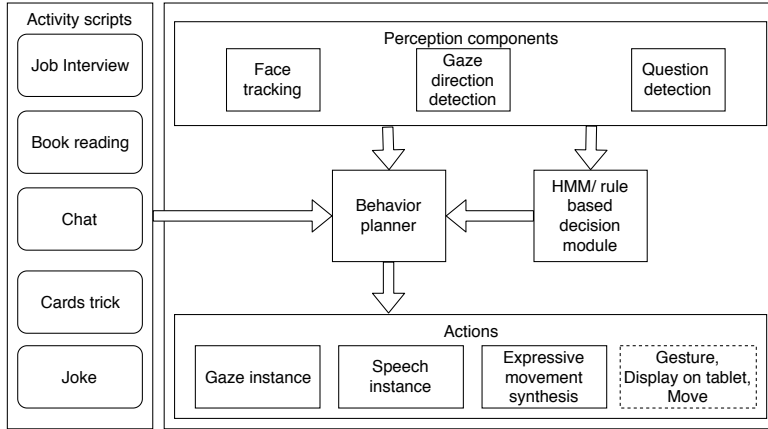 Activity scripts
Job Interview
Book reading
Chat
Cards trick
Joke
Perception components
Face
tracking
Gaze
direction
detection
Question
detection
Behavior
planner
HMM/ rule
based
decision
module
Actions
Gaze instance
Speech
instance
Expressive
movement
synthesis
Gesture,
Display on tablet,
Move